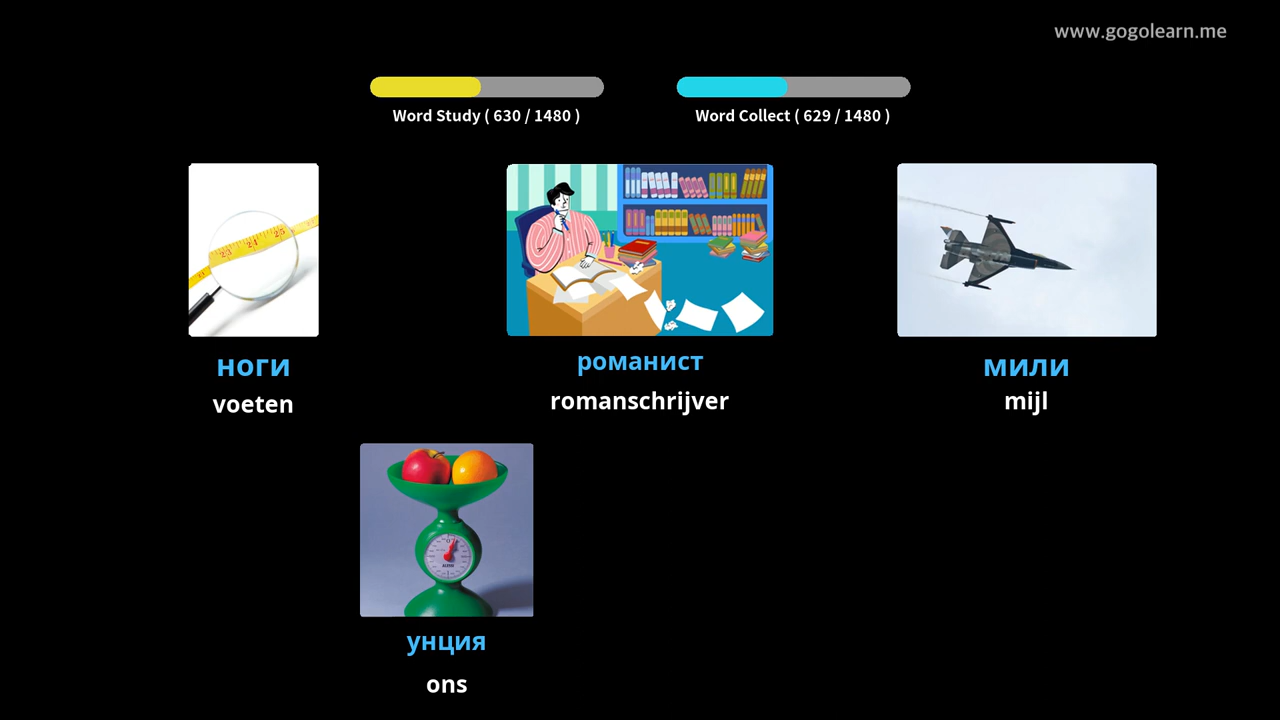 www.gogolearn.me
Word Study ( 630 / 1480 )
Word Collect ( 629 / 1480 )
ноги
voeten
романист
romanschrijver
мили
mijl
унция
ons